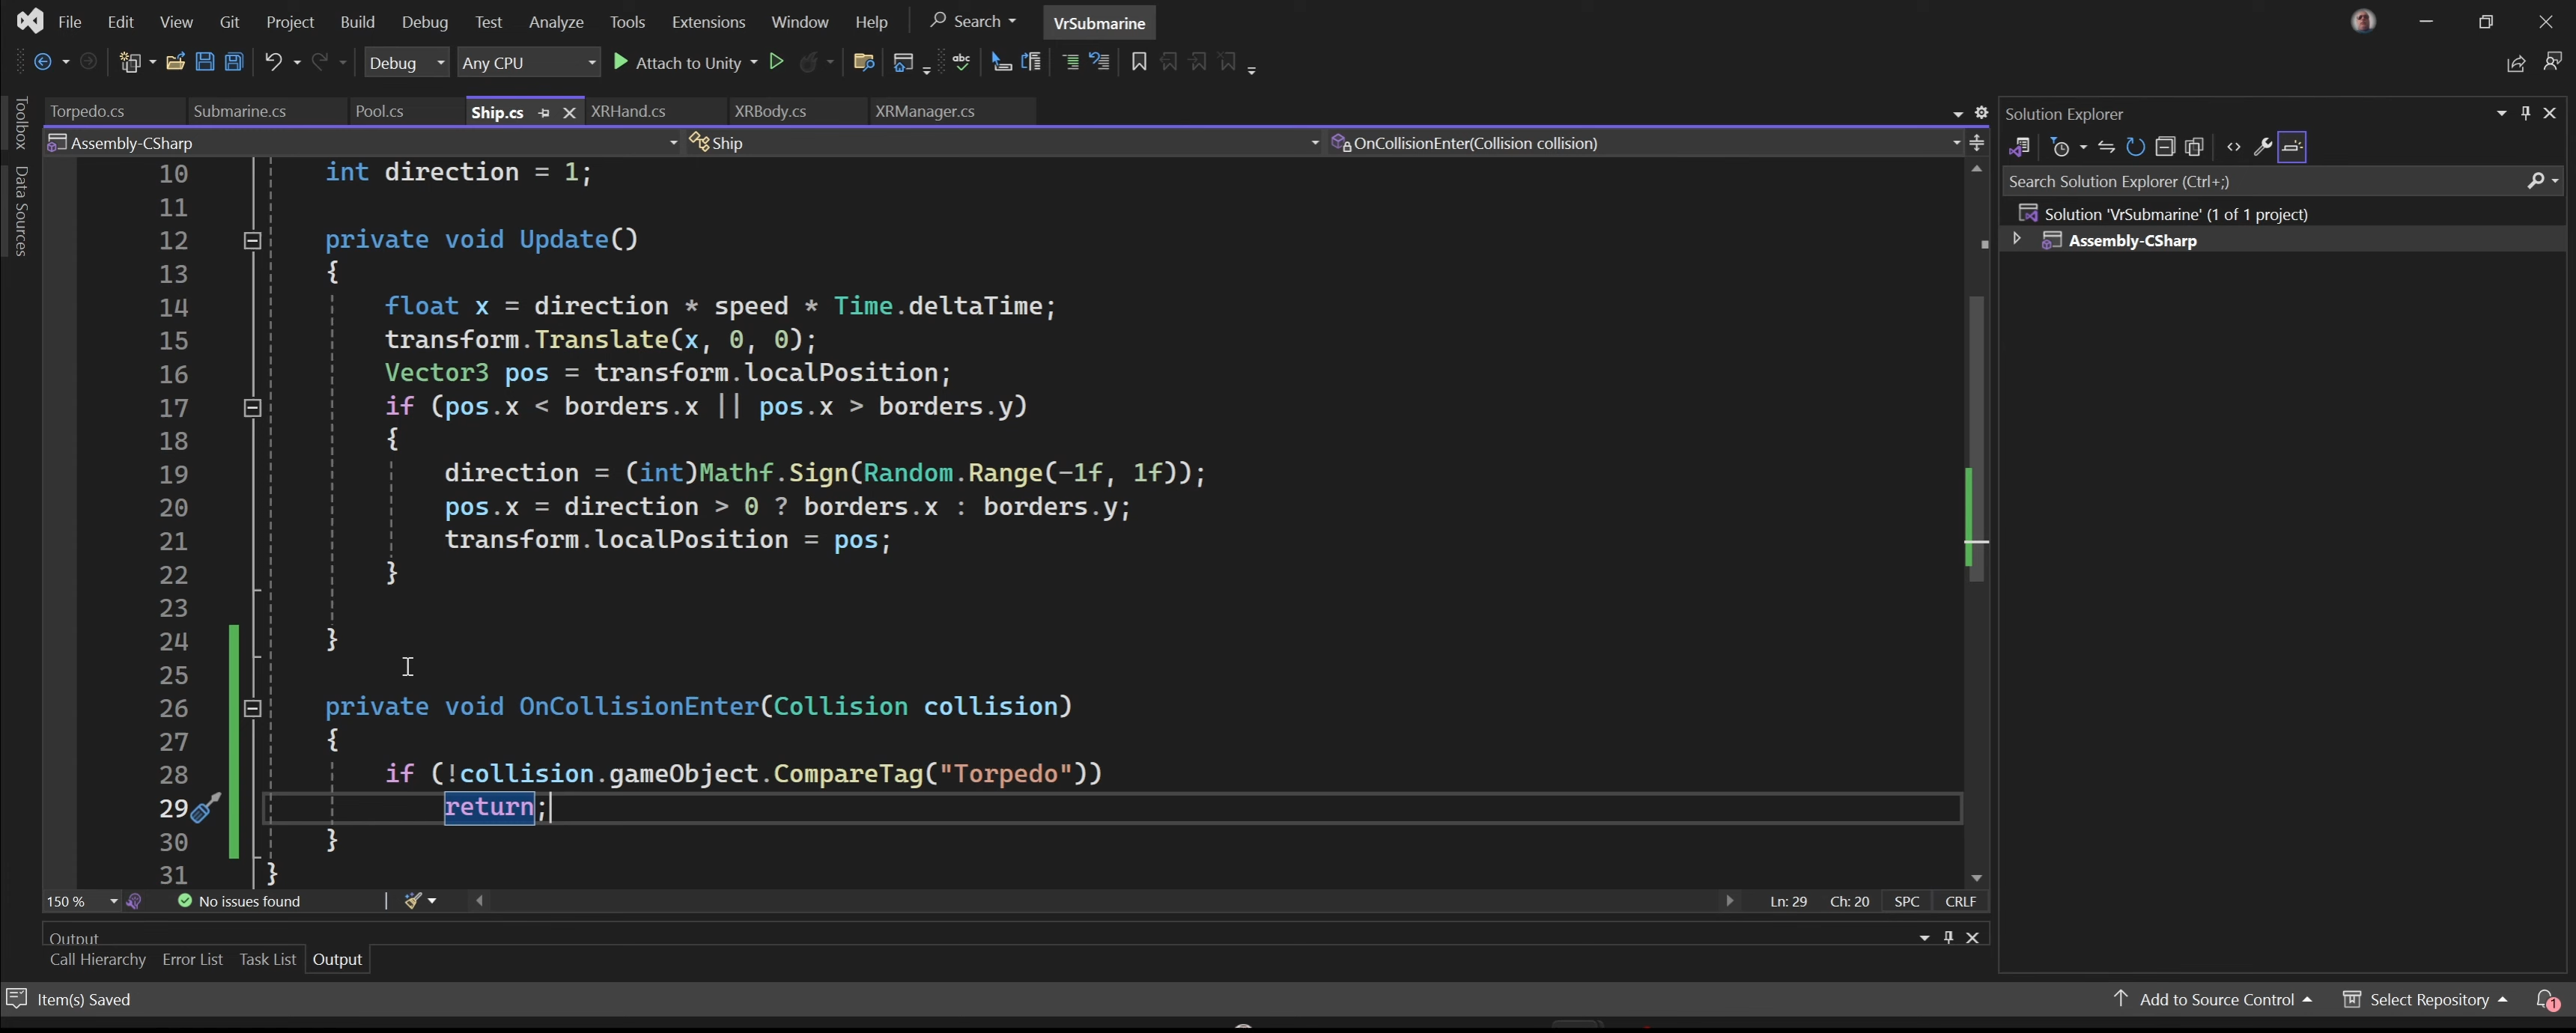 File Edit View Git Project Build Debug Test Analyze Tools Extensions Window Help Search VrSubmarine
Debug Any CPU Attach to Unity
Toolbox
Data Sources
Torpedo.cs Submarine.cs Pool.cs Ship.cs XRHand.cs XRBody.cs XRManager.cs
Assembly-CSharp Ship OnCollisionEnter(Collision collision)
10 int direction = 1;
11
12 private void Update()
13 {
14 float x = direction * speed * Time.deltaTime;
15 transform.Translate(x, 0, 0);
16 Vector3 pos = transform.localPosition;
17 if (pos.x < borders.x || pos.x > borders.y)
18 {
19 direction = (int)Mathf.Sign(Random.Range(-1f, 1f));
20 pos.x = direction > 0 ? borders.x : borders.y;
21 transform.localPosition = pos;
22 }
23
24 }
25
26 private void OnCollisionEnter(Collision collision)
27 {
28 if (!collision.gameObject.CompareTag("Torpedo"))
29 return;
30 }
31 }
150 % No issues found Ln: 29 Ch: 20 SPC CRLF
Output
Call Hierarchy Error List Task List Output
Solution Explorer
Search Solution Explorer (Ctrl+;)
Solution 'VrSubmarine' (1 of 1 project)
Assembly-CSharp
Item(s) Saved Add to Source Control Select Repository 1